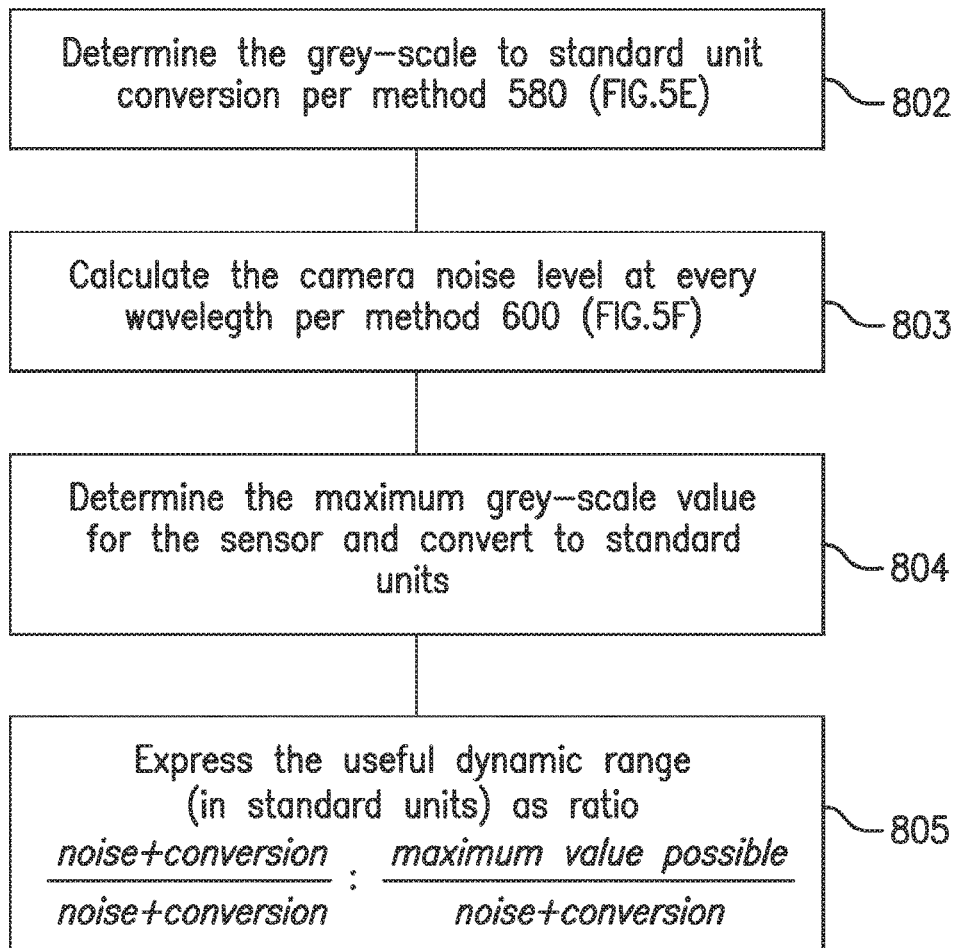 Determine the grey-scale to standard unit
conversion per method 580 (FIG.5E)
802
Calculate the camera noise level at every
wavelegth per method 600 (FIG.5F)
803
Determine the maximum grey-scale value
for the sensor and convert to standard
units
804
Express the useful dynamic range
(in standard units) as ratio
noise+conversion : maximum value possible
noise+conversion noise+conversion
805